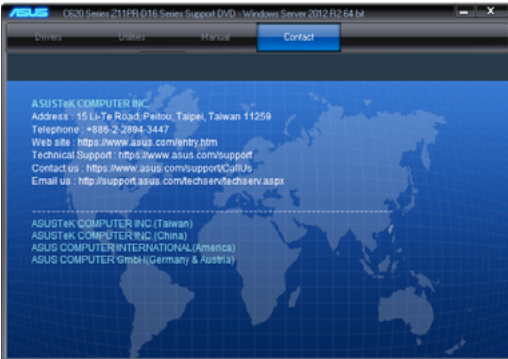 ASUS C620 Series Z11PR-D16 Series Support DVD - Windows Server 2012 R2 64 bit
Drivers Utilities Manual Contact
ASUSTeK COMPUTER INC.
Address : 15 Li-Te Road, Peitou, Taipei, Taiwan 11259
Telephone : +886-2-2894-3447
Web site : https://www.asus.com/entry.htm
Technical Support : https://www.asus.com/support
Contact us : https://www.asus.com/support/CallUs
Email us : http://support.asus.com/techserv/techserv.aspx
ASUSTeK COMPUTER INC.(Taiwan)
ASUSTeK COMPUTER INC.(China)
ASUS COMPUTER INTERNATIONAL(America)
ASUS COMPUTER GmbH(Germany & Austria)